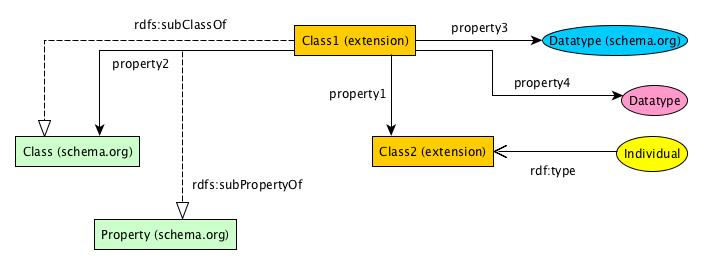 rdfs:subClassOf
Class1 (extension)
property3
Datatype (schema.org)
property2
property1
property4
Datatype
Class (schema.org)
Class2 (extension)
rdf:type
Individual
rdfs:subPropertyOf
Property (schema.org)